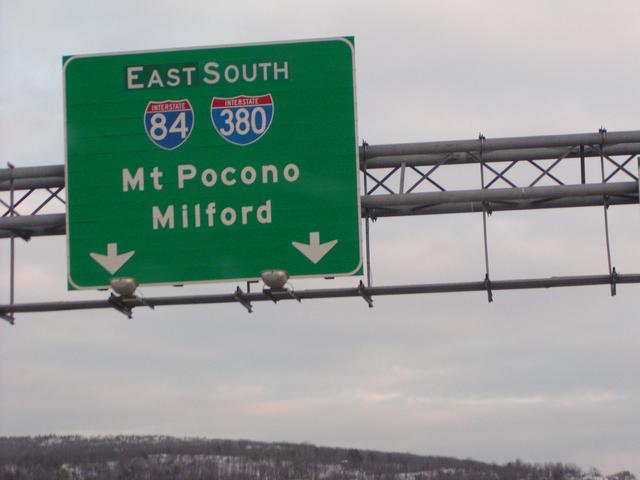 EAST SOUTH
INTERSTATE INTERSTATE
84 380
Mt Pocono
Milford